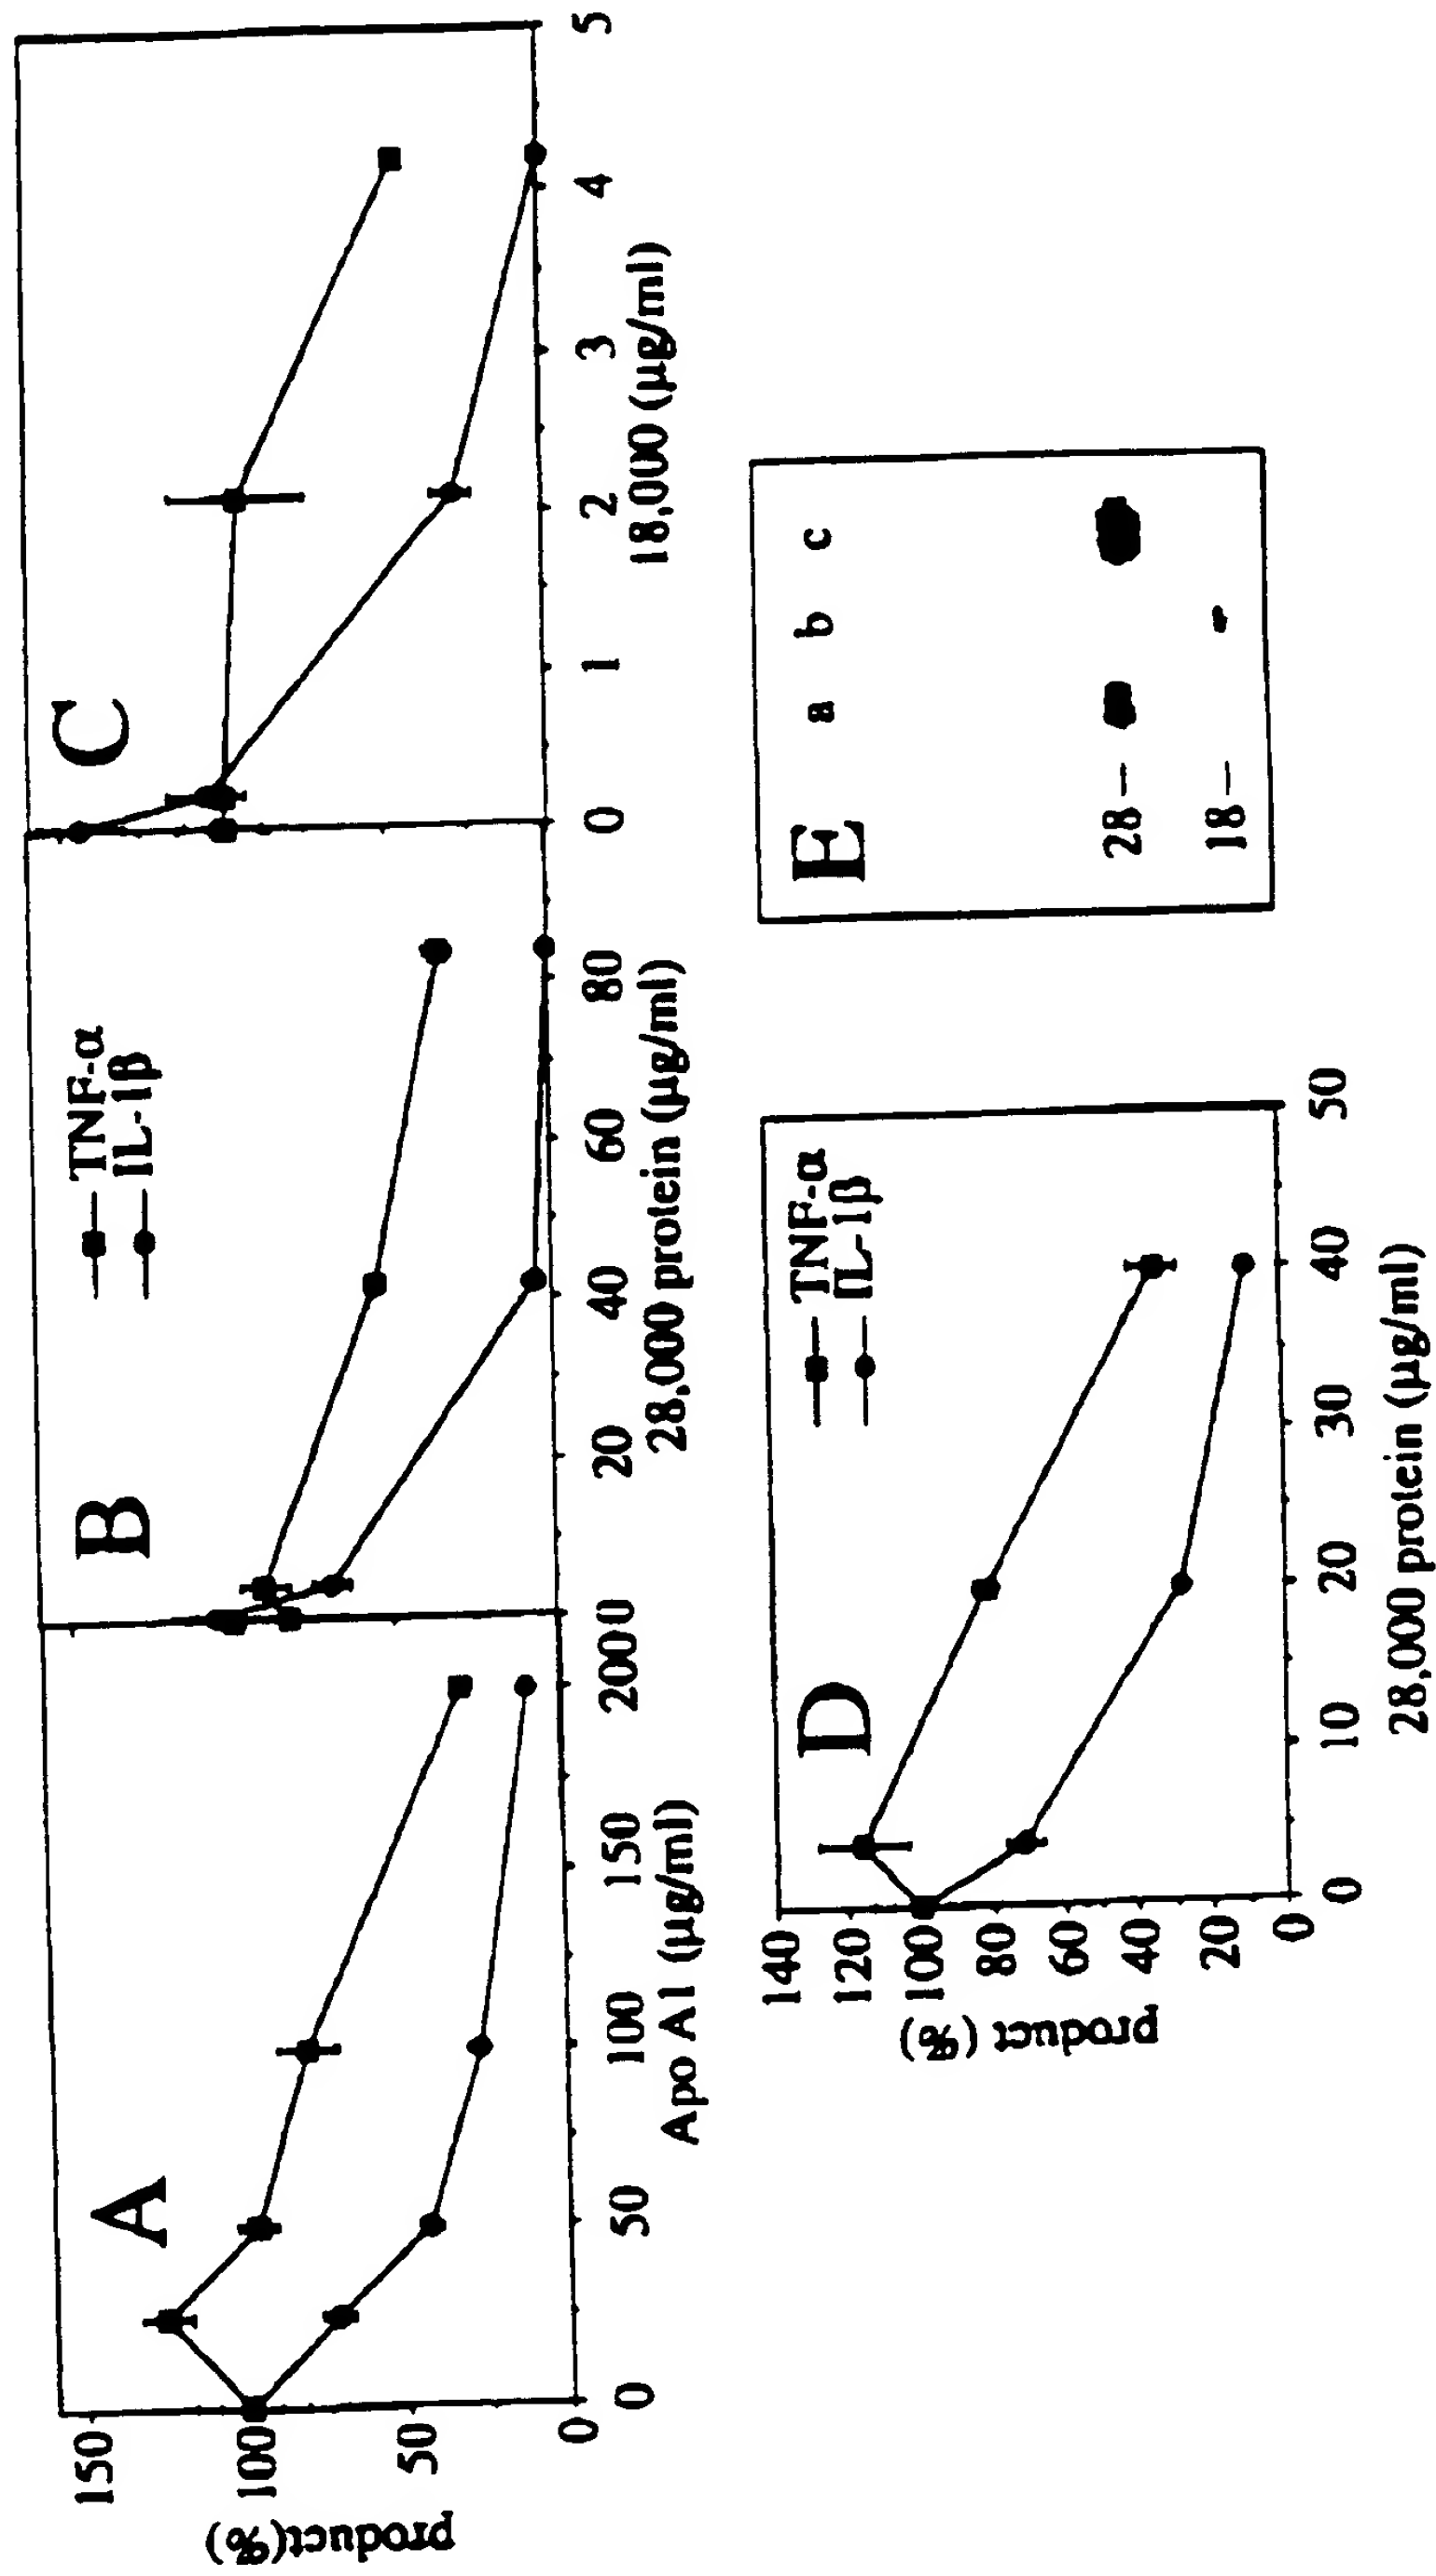 A
B
C
TNF-α
IL-1β
150
100
50
0
product(%)
0
50
100
150
200
0
20
40
60
80
0
1
2
3
4
5
Apo A1 (µg/ml)
28,000 protein (µg/ml)
18,000 (µg/ml)
D
TNF-α
IL-1β
140
120
100
80
60
40
20
0
product (%)
0
10
20
30
40
50
28,000 protein (µg/ml)
E
a b c
28 –
18 –